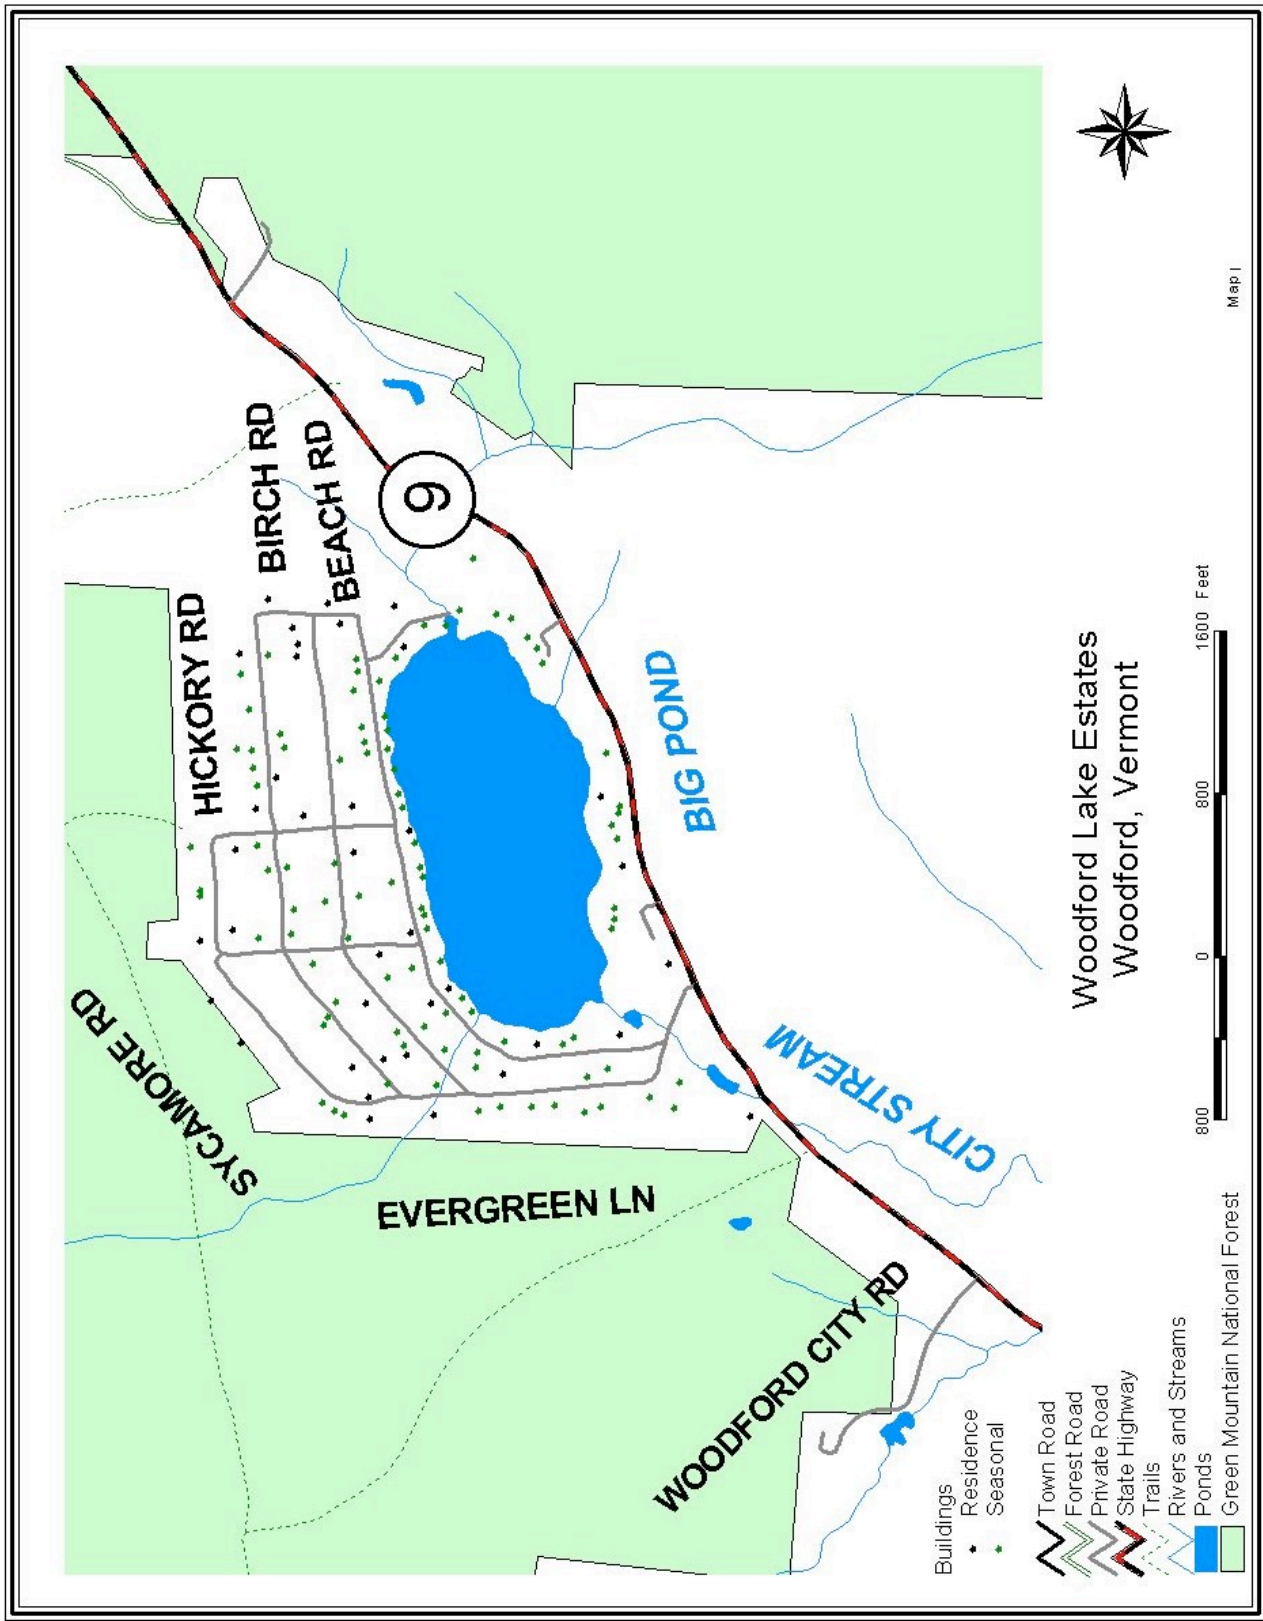 HICKORY RD
BIRCH RD
BEACH RD
9
SYCAMORE RD
EVERGREEN LN
BIG POND
CITY STREAM
WOODFORD CITY RD
Woodford Lake Estates
Woodford, Vermont
800 0 800 1600 Feet
Buildings
Residence
Seasonal
Town Road
Forest Road
Private Road
State Highway
Trails
Rivers and Streams
Ponds
Green Mountain National Forest
Map I